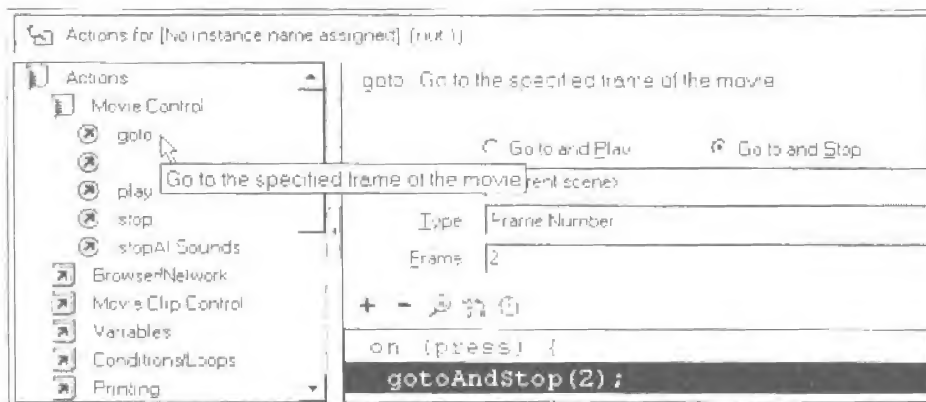 Actions for [No instance name assigned] (nut 1)
Actions
Movie Control
goto
play
stop
stopAllSounds
Browser/Network
Movie Clip Control
Variables
Conditions/Loops
Printing
Go to the specified frame of the movie
goto Go to the specified frame of the movie
Go to and Play
Go to and Stop
rent scene>
Type Frame Number
Frame 2
on (press) {
gotoAndStop(2);